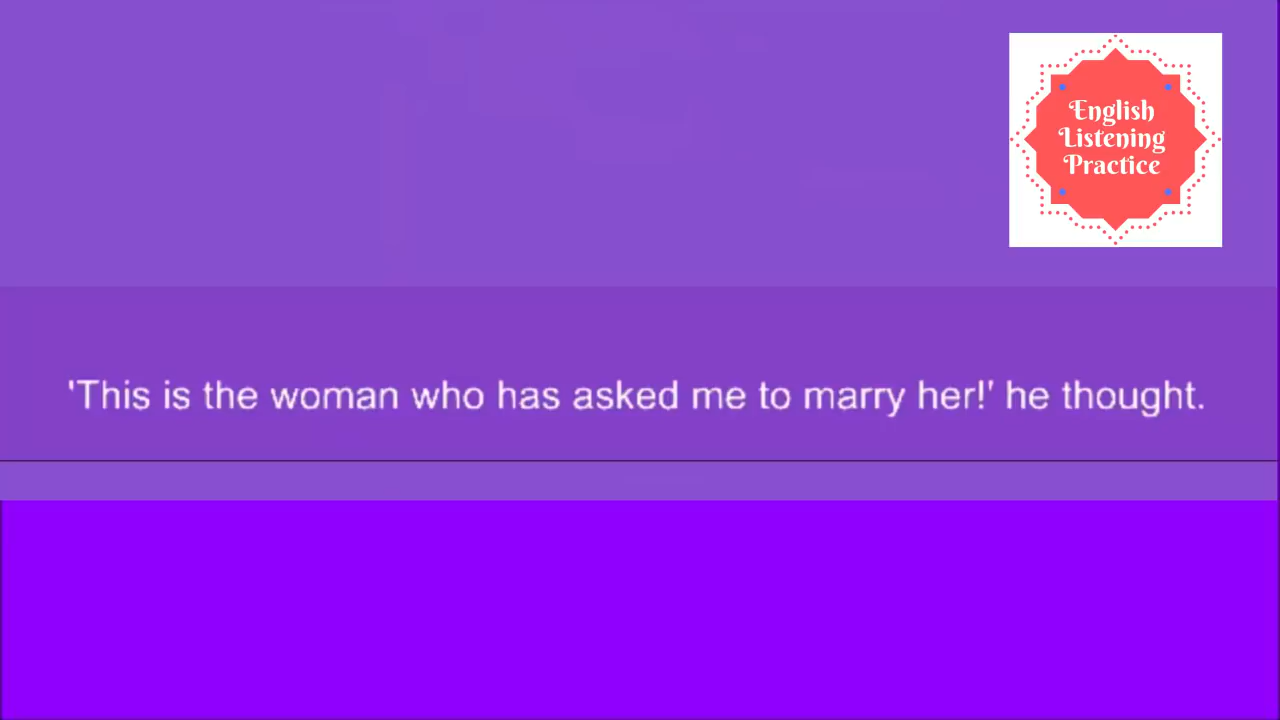 English
Listening
Practice
'This is the woman who has asked me to marry her!' he thought.